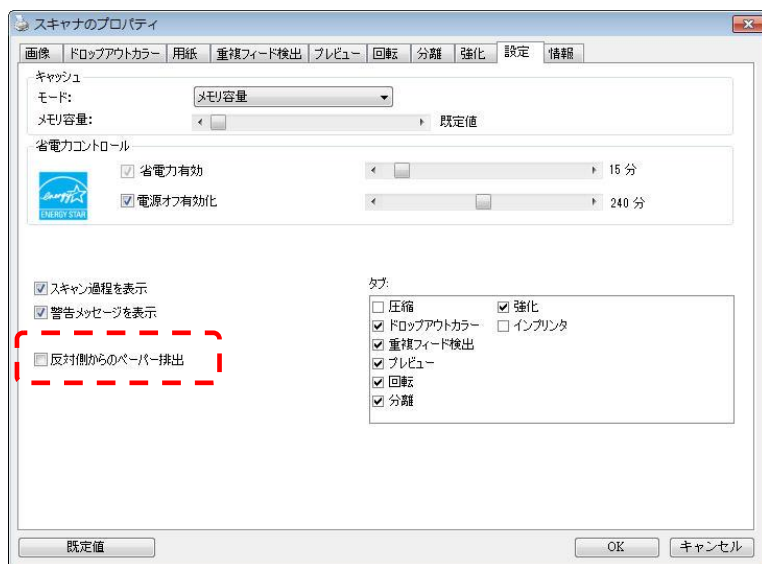 スキャナのプロパティ
画像 ドロップアウトカラー 用紙 重複フィード検出 プレビュー 回転 分離 強化 設定 情報
キャッシュ
モード: メモリ容量
メモリ容量: 既定値
省電力コントロール
省電力有効 15 分
電源オフ有効化 240 分
energy
ENERGY STAR
スキャン過程を表示
警告メッセージを表示
反対側からのペーパー排出
タブ:
圧縮 強化
ドロップアウトカラー インプリンタ
重複フィード検出
プレビュー
回転
分離
既定値 OK キャンセル